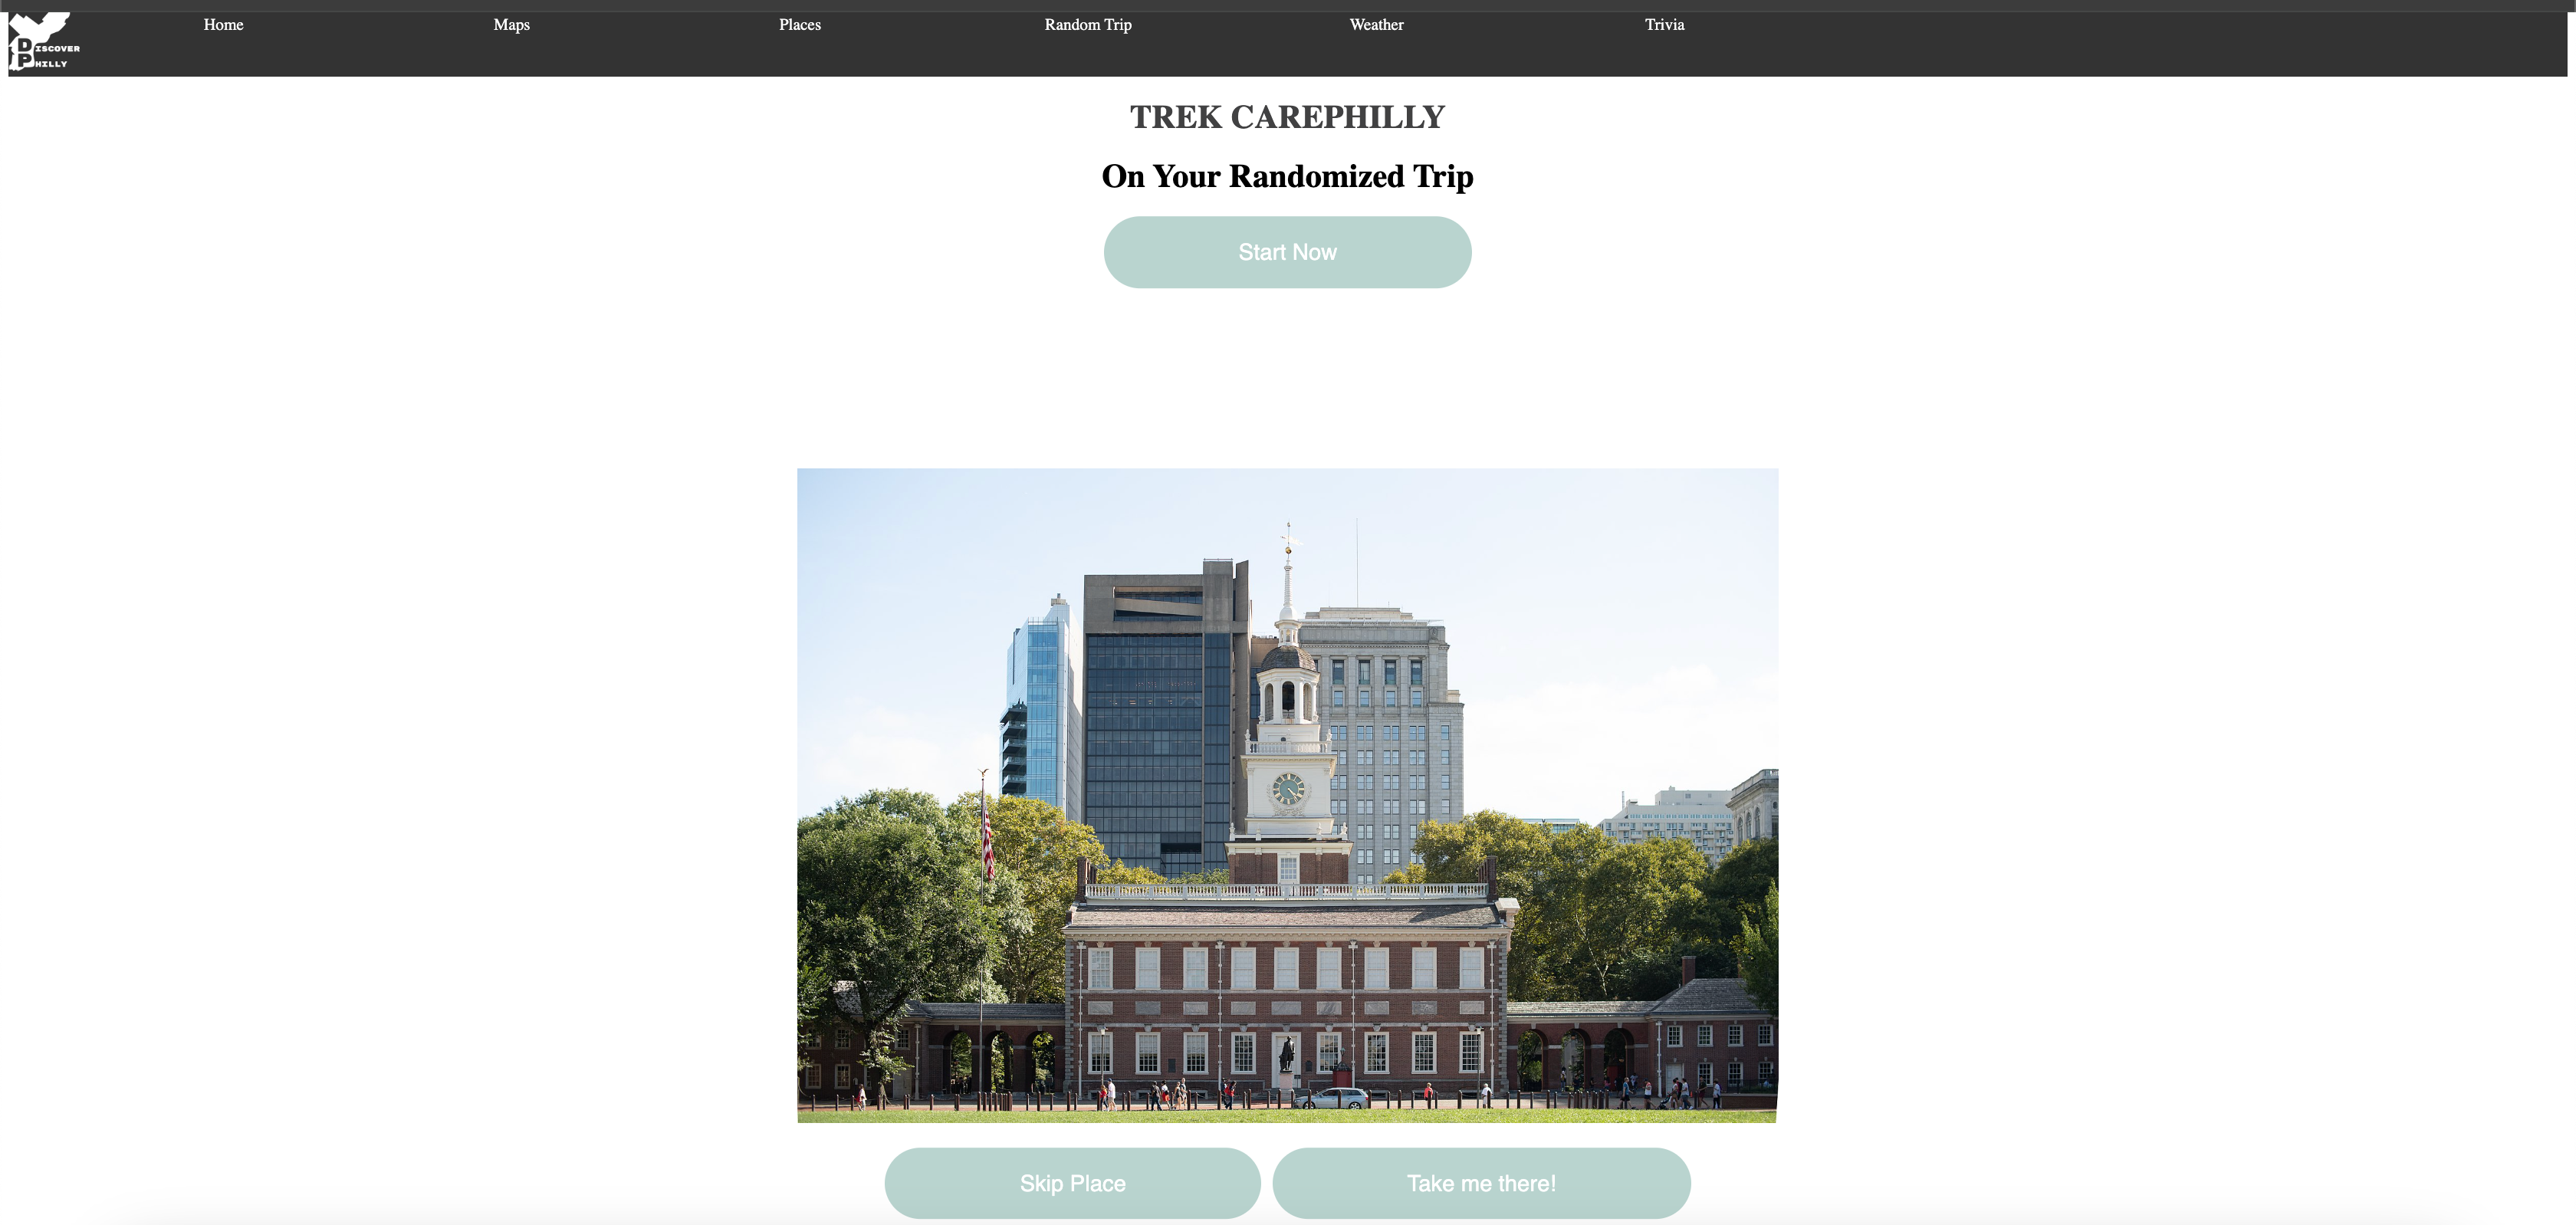 DISCOVER
PHILLY
Home Maps Places Random Trip Weather Trivia
TREK CAREPHILLY
On Your Randomized Trip
Start Now
Skip Place Take me there!